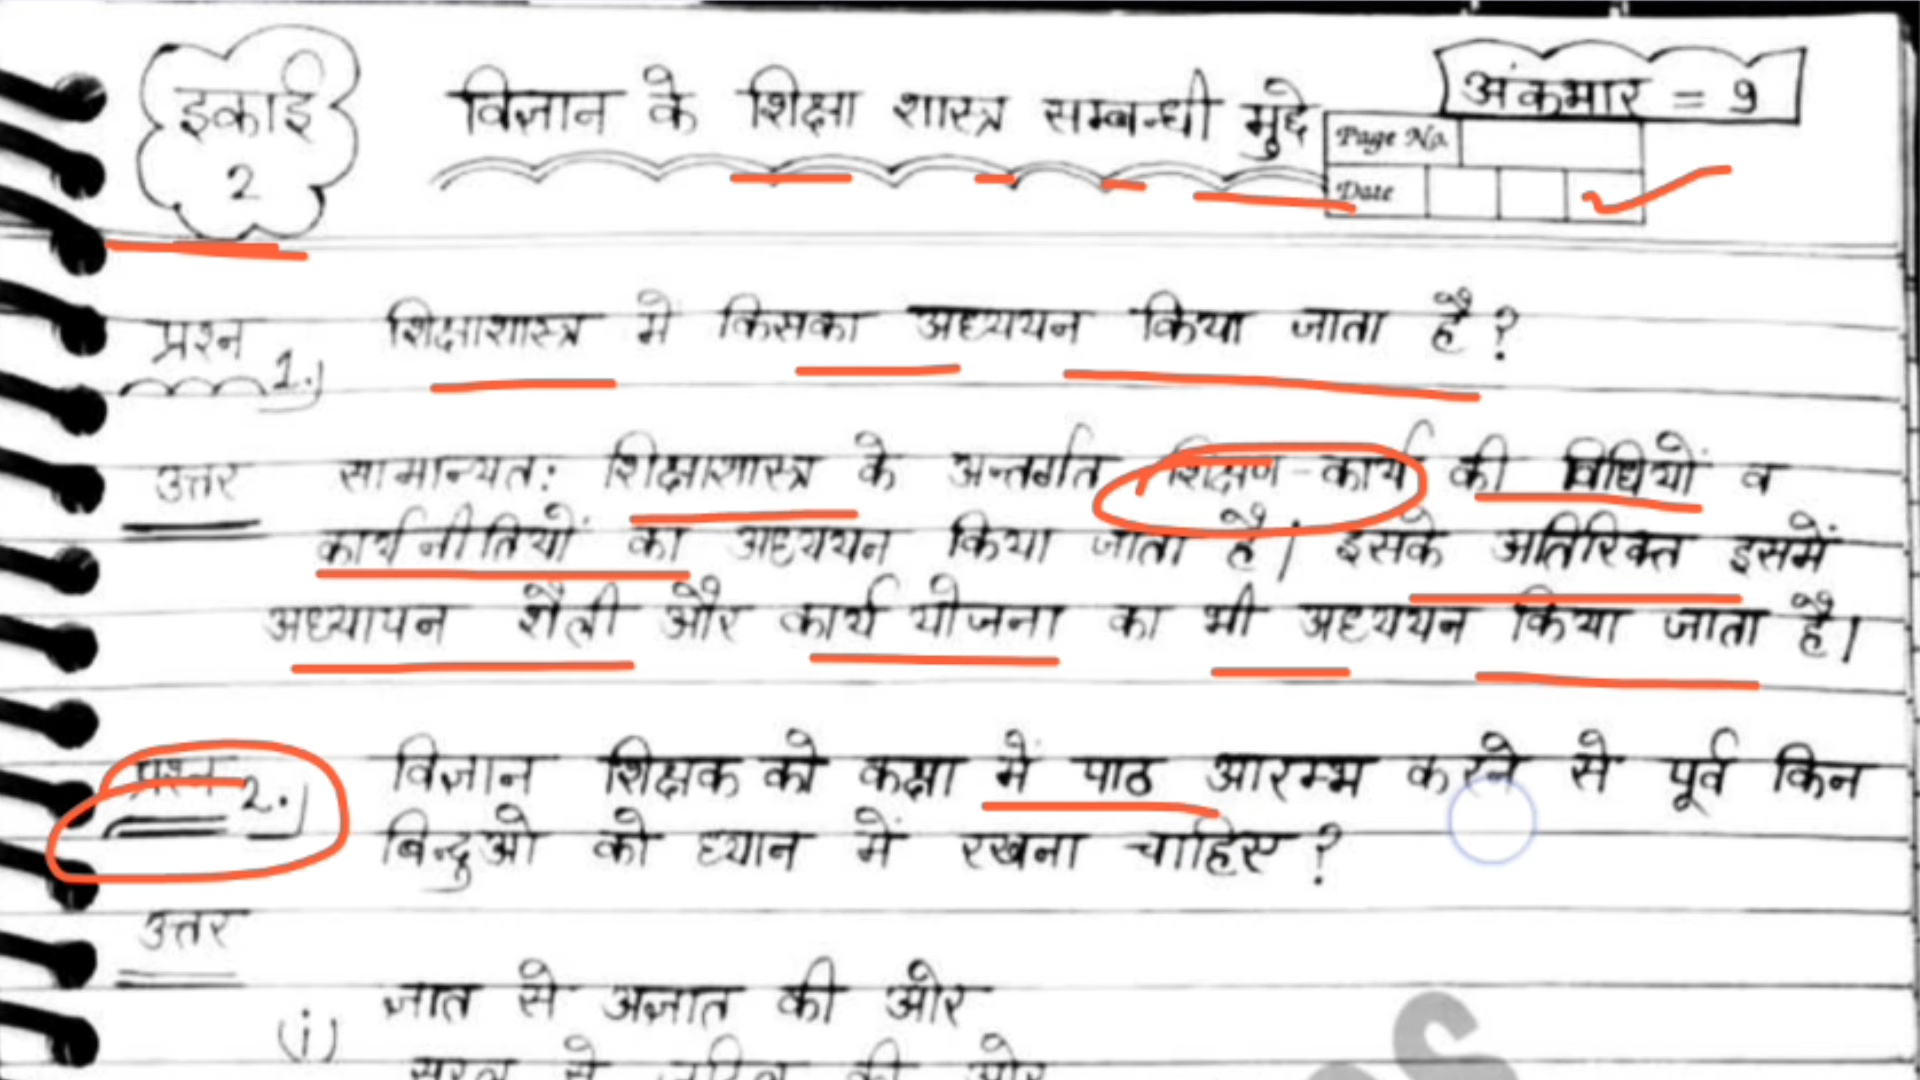 इकाई
2
विज्ञान के शिक्षा शास्त्र सम्बन्धी मुद्दे
अंकभार = 9
Page No.
Date
प्रश्न 1.
शिक्षाशास्त्र मे किसका अध्ययन किया जाता है?
उत्तर सामान्यतः शिक्षाशास्त्र के अन्तर्गत शिक्षण-कार्य की विधियों व
कार्यनीतियों का अध्ययन किया जाता है। इसके अतिरिक्त इसमें
अध्यापन शैली और कार्य योजना का भी अध्ययन किया जाता है।
प्रश्न 2. विज्ञान शिक्षक को कक्षा में पाठ आरम्भ करने से पूर्व किन
बिन्दुओ को ध्यान में रखना चाहिए?
उत्तर
(i) ज्ञात से अज्ञात की ओर